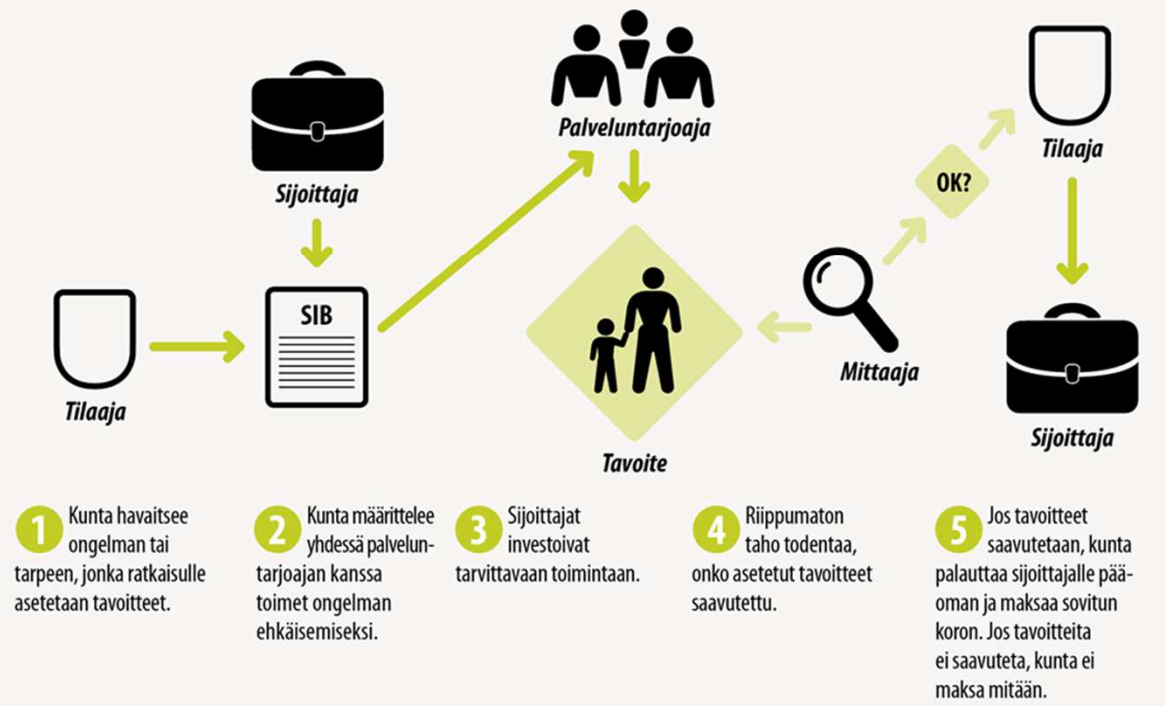 Sijoittaja
SIB
Tilaaja
Palveluntarjoaja
Tavoite
Mittaaja
OK?
Tilaaja
Sijoittaja
1 Kunta havaitsee
ongelman tai
tarpeen, jonka ratkaisulle
asetetaan tavoitteet.
2 Kunta määrittelee
yhdessä palvelun-
tarjoajan kanssa
toimet ongelman
ehkäisemiseksi.
3 Sijoittajat
investoivat
tarvittavaan toimintaan.
4 Riippumaton
taho todentaa,
onko asetetut tavoitteet
saavutettu.
5 Jos tavoitteet
saavutetaan, kunta
palauttaa sijoittajalle pää-
oman ja maksaa sovitun
koron. Jos tavoitteita
ei saavuteta, kunta ei
maksa mitään.